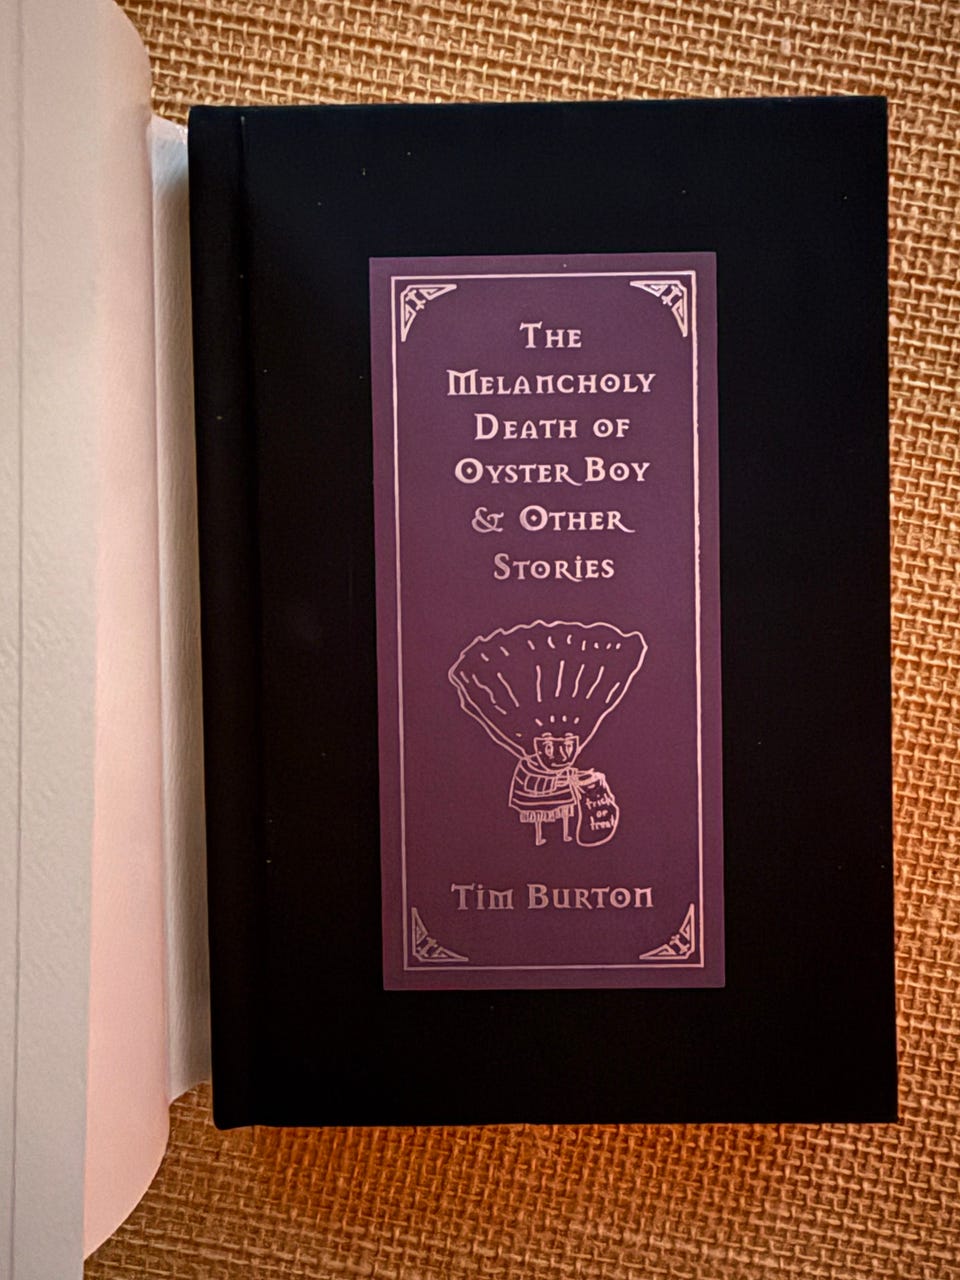 The
Melancholy
Death of
Oyster Boy
& Other
Stories
trick
or
treat
Tim Burton